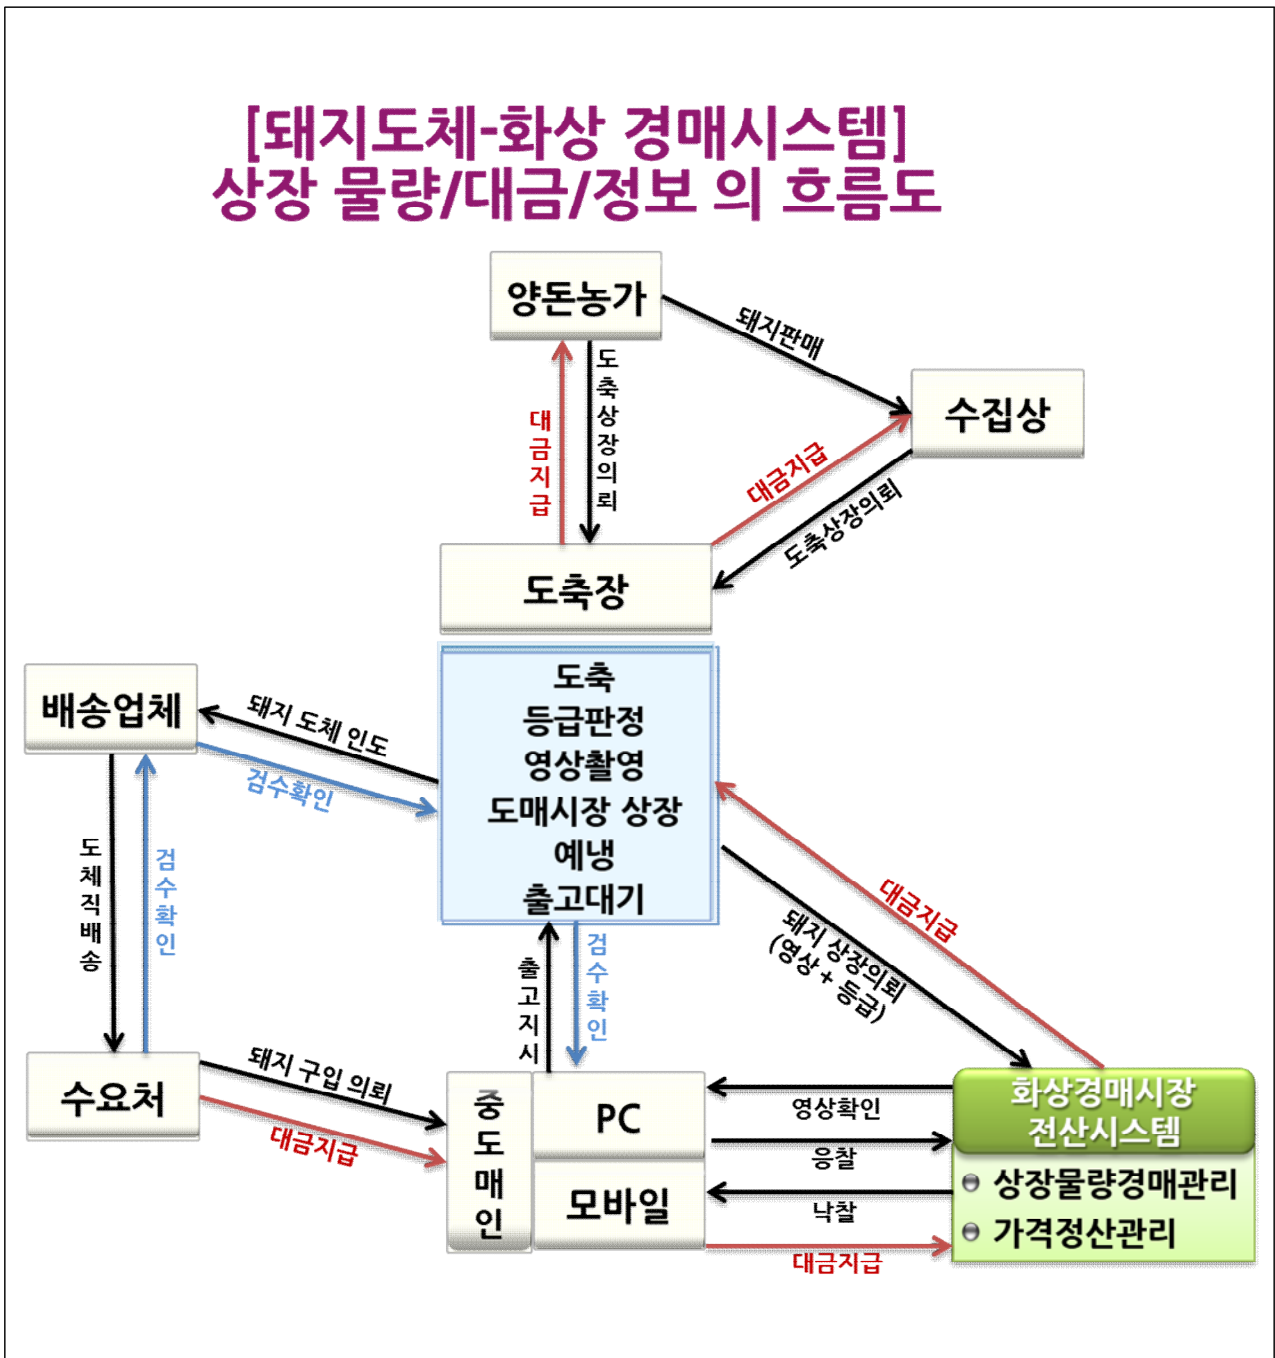 [돼지도체-화상 경매시스템]
상장 물량/대금/정보 의 흐름도
양돈농가
돼지판매
수집상
도축상장의뢰
대금지급
대금지급
도축상장의뢰
도축장
도축
등급판정
영상촬영
도매시장 상장
예냉
출고대기
배송업체
돼지 도체 인도
검수확인
도체직배송
검수확인
대금지급
돼지 상장의뢰
(영상 + 등급)
출고지시
검수확인
수요처
돼지 구입 의뢰
대금지급
중도매인
PC
모바일
영상확인
응찰
낙찰
대금지급
화상경매시장
전산시스템
상장물량경매관리
가격정산관리